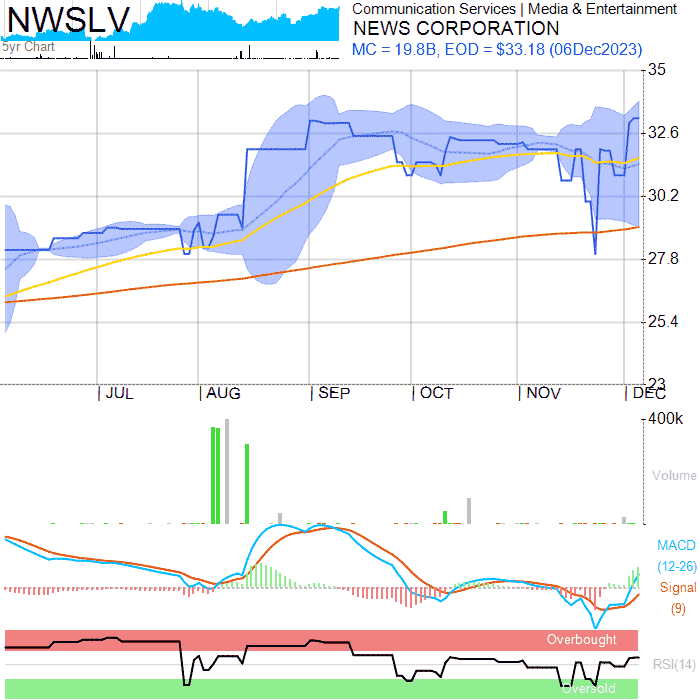 NWSLV
5yr Chart
Communication Services | Media & Entertainment
NEWS CORPORATION
MC = 19.8B, EOD = $33.18 (06Dec2023)
35
32.6
30.2
27.8
25.4
23
JUL AUG SEP OCT NOV DEC
400k
Volume
MACD
(12-26)
Signal
(9)
Overbought
RSI(14)
Oversold